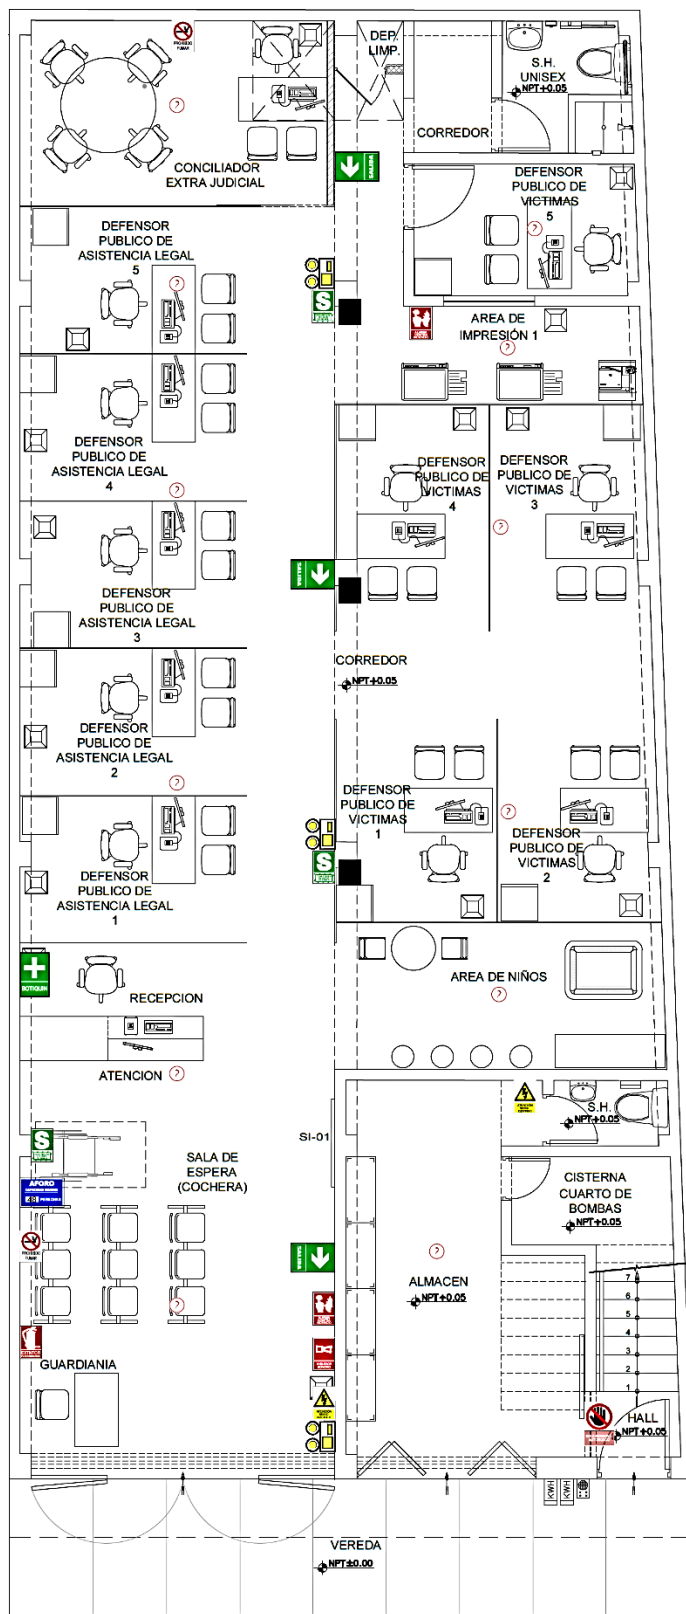 PROHIBIDO
FUMAR
DEP.
LIMP.
S.H.
UNISEX
NPT+0.05
CORREDOR
CONCILIADOR
EXTRA JUDICIAL
SALIDA
DEFENSOR
PUBLICO DE
VICTIMAS
5
DEFENSOR
PUBLICO DE
ASISTENCIA LEGAL
5
S
AREA DE
IMPRESIÓN 1
DEFENSOR
PUBLICO DE
ASISTENCIA LEGAL
4
DEFENSOR
PUBLICO DE
VICTIMAS
4
DEFENSOR
PUBLICO DE
VICTIMAS
3
SALIDA
DEFENSOR
PUBLICO DE
ASISTENCIA LEGAL
3
CORREDOR
NPT+0.05
DEFENSOR
PUBLICO DE
ASISTENCIA LEGAL
2
DEFENSOR
PUBLICO DE
VICTIMAS
1
DEFENSOR
PUBLICO DE
VICTIMAS
2
S
DEFENSOR
PUBLICO DE
ASISTENCIA LEGAL
1
BOTIQUIN
RECEPCION
AREA DE NIÑOS
ATENCION
S.H.
NPT+0.05
SI-01
S
SALA DE
ESPERA
(COCHERA)
AFORO
CISTERNA
CUARTO DE
BOMBAS
NPT+0.05
SALIDA
ALMACEN
NPT+0.05
7
6
5
4
3
2
1
GUARDIANIA
HALL
NPT+0.05
KWH
KWH
VEREDA
NPT±0.00